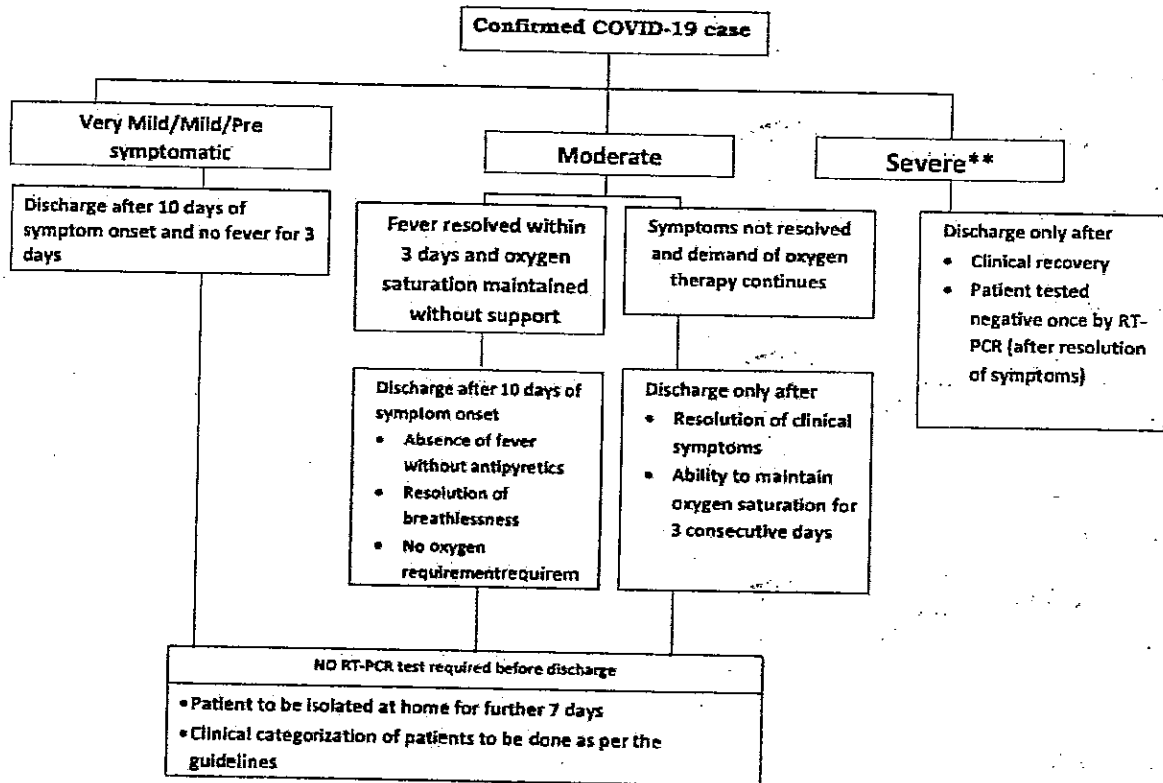 Confirmed COVID-19 case
Very Mild/Mild/Pre
symptomatic
Moderate
Severe**
Discharge after 10 days of
symptom onset and no fever for 3
days
Fever resolved within
3 days and oxygen
saturation maintained
without support
Symptoms not resolved
and demand of oxygen
therapy continues
Discharge only after
• Clinical recovery
• Patient tested
negative once by RT-
PCR (after resolution
of symptoms)
Discharge after 10 days of
symptom onset
• Absence of fever
without antipyretics
• Resolution of
breathlessness
• No oxygen
requirementrequirem
Discharge only after
• Resolution of clinical
symptoms
• Ability to maintain
oxygen saturation for
3 consecutive days
NO RT-PCR test required before discharge
•Patient to be isolated at home for further 7 days
•Clinical categorization of patients to be done as per the
guidelines